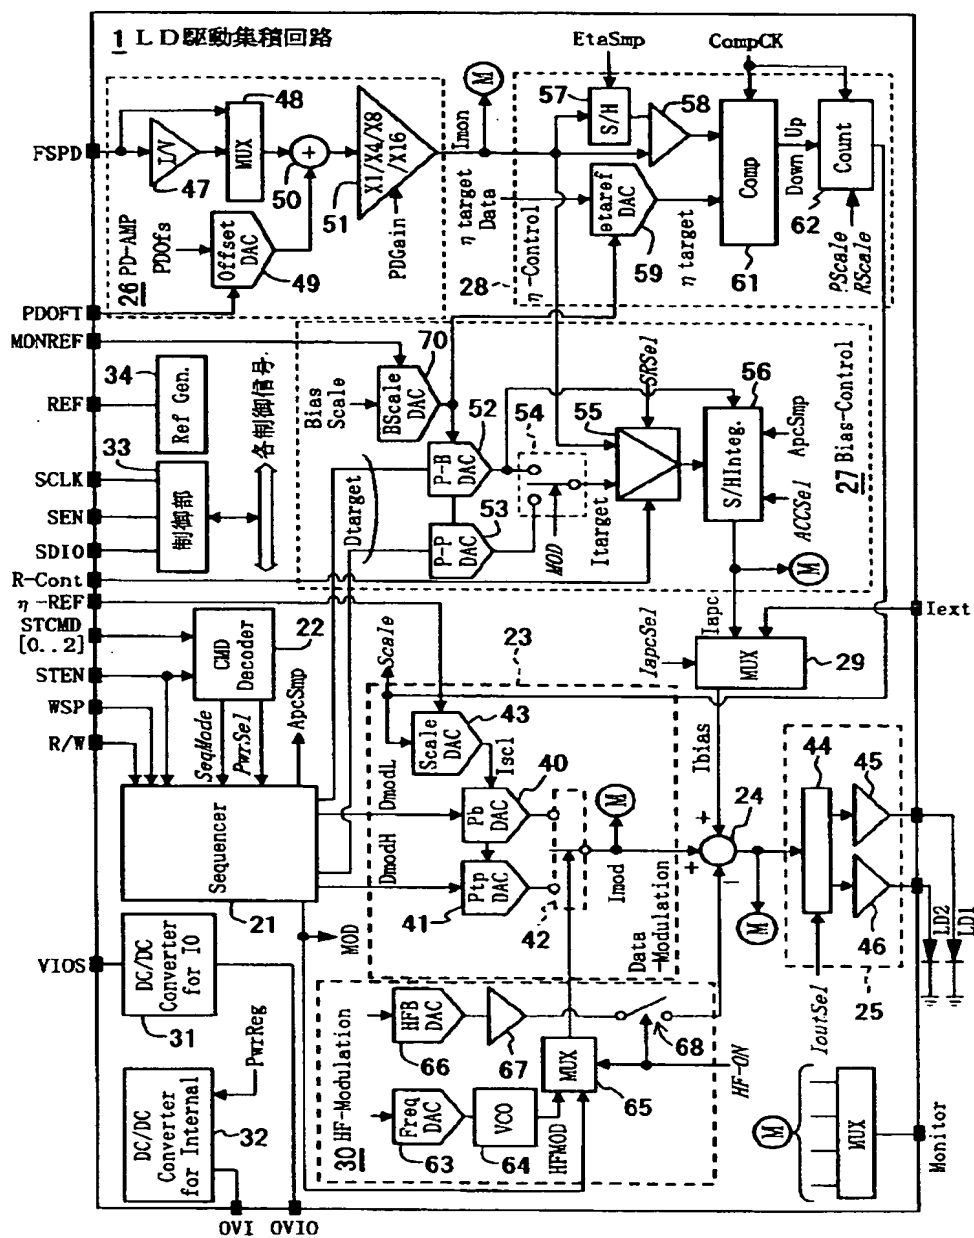 1 LD駆動集積回路
EtaSmp
CompCK
FSPD
I/V
47
48
MUX
50
+
51
X1/X4/X8
/X16
Imon
M
57
S/H
58
Comp
Up
Down
Count
62
61
PScale
RScale
26 PD-AMP
PDOfs
Offset
DAC
49
PDGain
η target
Data
etaref
DAC
59
η target
28
η-Control
PDOFT
MONREF
REF
34
Ref Gen.
各制御信号
33
制御部
SCLK
SEN
SDIO
R-Cont
η-REF
Bias
Scale
BScale
DAC
70
P-B
DAC
52
P-P
DAC
53
54
Dtarget
MOD
Itarget
55
SRSel
56
S/HInteg.
ApcSmp
ACCSel
27 Bias-Control
M
Iapc
IapcSel
MUX
29
Iext
STCMD
[0..2]
STEN
WSP
R/W
CMD
Decoder
22
SeqMode
PwrSel
ApcSmp
Sequencer
21
23
Scale
Scale
DAC
43
Iscl
DmodL
DmodH
Pb
DAC
40
Ptp
DAC
41
42
M
Imod
Data
-Modulation
MOD
Ibias
+
+
−
24
M
44
45
46
25
IoutSel
LD2
LD1
VIOS
DC/DC
Converter
for IO
31
DC/DC
Converter
for Internal
32
PwrReg
OVI
OVIO
30 HF-Modulation
HFB
DAC
66
67
68
Freq
DAC
63
VCO
64
HFMOD
MUX
65
HF-ON
M
MUX
Monitor